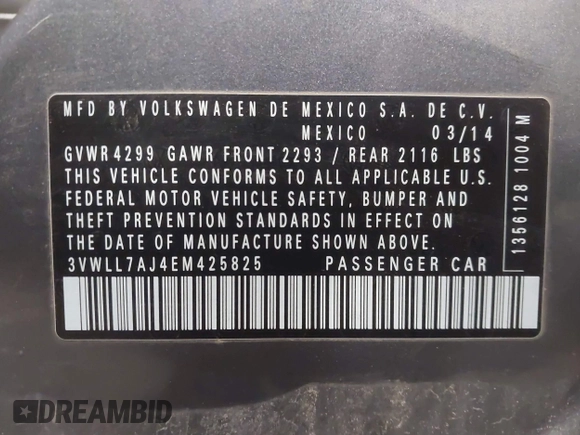 MFD BY VOLKSWAGEN DE MEXICO S.A. DE C.V.
MEXICO 03/14
GVWR 4299 GAWR FRONT 2293 / REAR 2116 LBS
THIS VEHICLE CONFORMS TO ALL APPLICABLE U.S.
FEDERAL MOTOR VEHICLE SAFETY, BUMPER AND
THEFT PREVENTION STANDARDS IN EFFECT ON
THE DATE OF MANUFACTURE SHOWN ABOVE.
3VWLL7AJ4EM425825 PASSENGER CAR
1356128 1004 M
DREAMBID